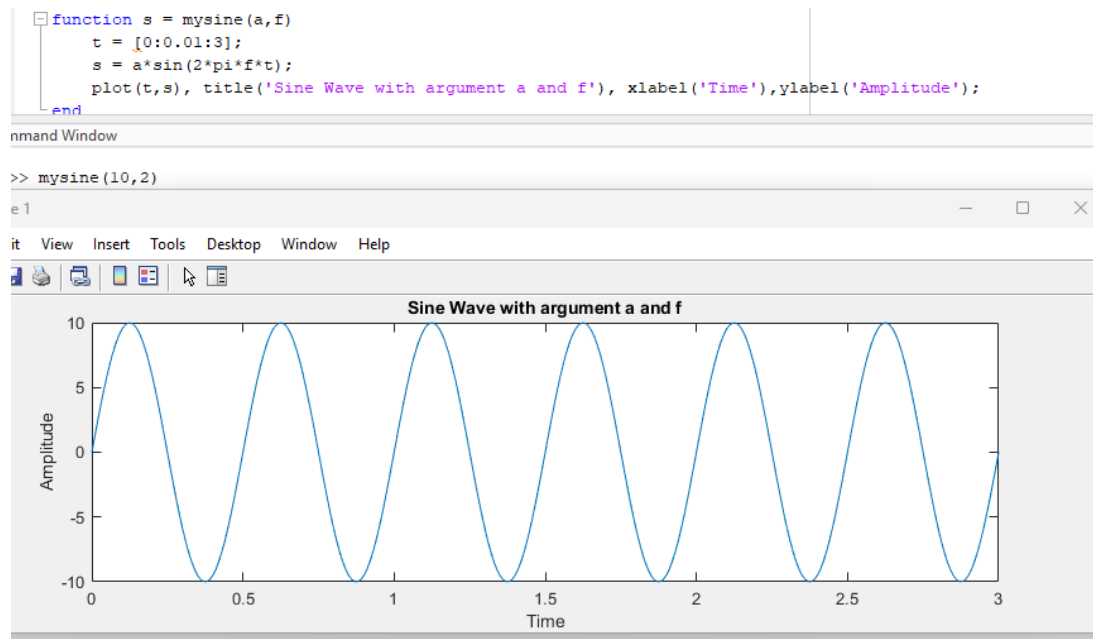 function s = mysine(a,f)
t = [0:0.01:3];
s = a*sin(2*pi*f*t);
plot(t,s), title('Sine Wave with argument a and f'), xlabel('Time'),ylabel('Amplitude');
end
mmand Window
>> mysine(10,2)
e 1
it View Insert Tools Desktop Window Help
Sine Wave with argument a and f
10
5
0
-5
-10
Amplitude
0 0.5 1 1.5 2 2.5 3
Time